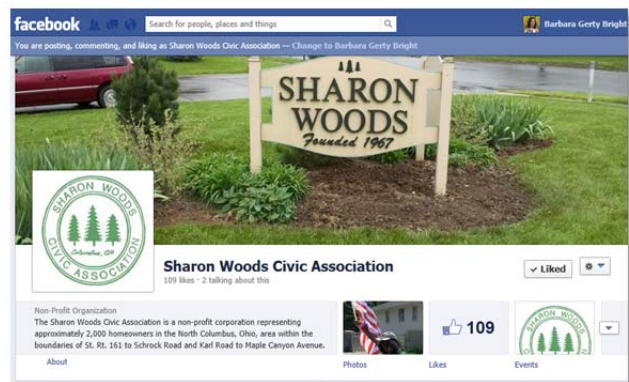 facebook
Search for people, places and things
Barbara Gerty Bright
You are posting, commenting, and liking as Sharon Woods Civic Association — Change to Barbara Gerty Bright
SHARON
WOODS
Founded 1967
SHARON WOODS
Columbus, OH
CIVIC ASSOCIATION
Sharon Woods Civic Association
109 likes · 2 talking about this
✓ Liked
Non-Profit Organization
The Sharon Woods Civic Association is a non-profit corporation representing
approximately 2,000 homeowners in the North Columbus, Ohio, area within the
boundaries of St. Rt. 161 to Schrock Road and Karl Road to Maple Canyon Avenue.
About
Photos
109
Likes
SHARON WOODS
Events